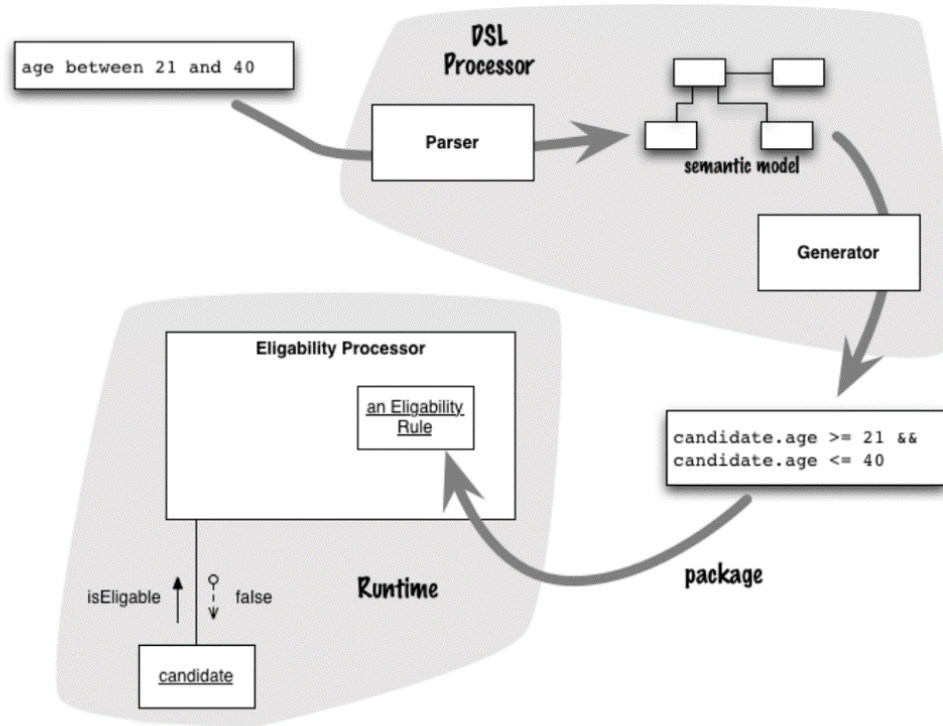 DSL
Processor
age between 21 and 40
Parser
semantic model
Generator
Eligability Processor
an Eligability
Rule
candidate.age >= 21 &&
candidate.age <= 40
package
Runtime
isEligable
false
candidate